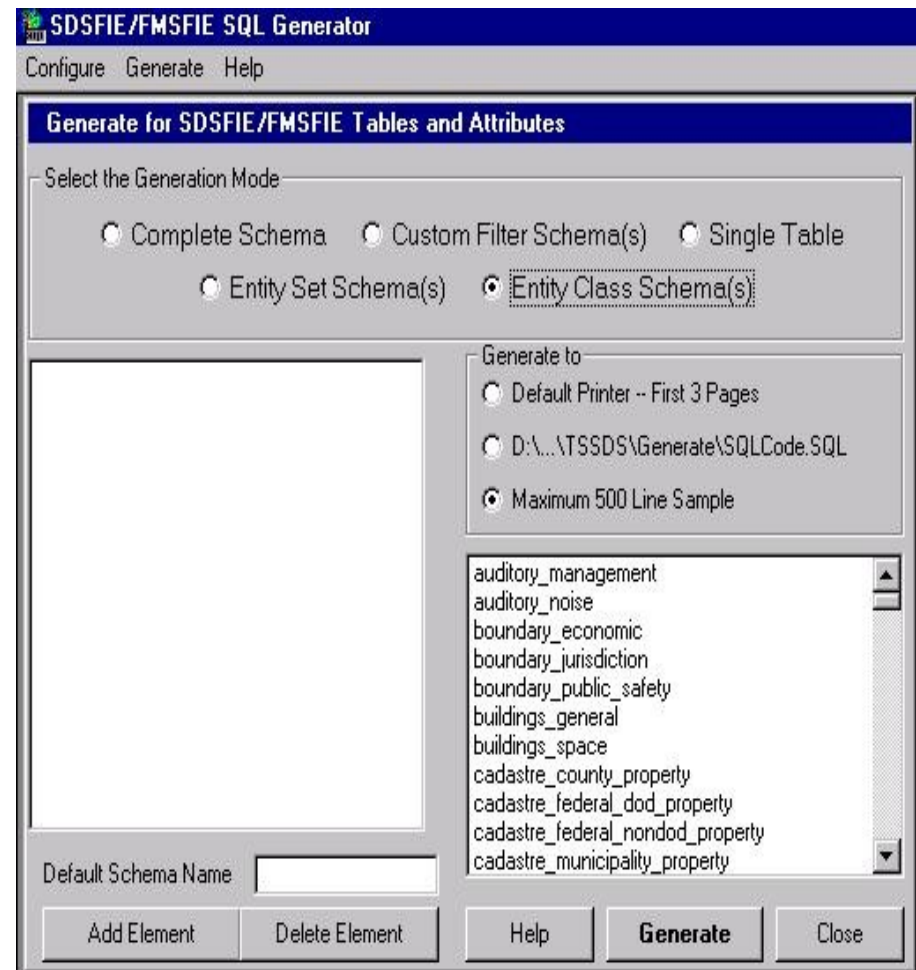 SDSFIE/FMSFIE SQL Generator
Configure Generate Help
Generate for SDSFIE/FMSFIE Tables and Attributes
Select the Generation Mode
Complete Schema Custom Filter Schema(s) Single Table
Entity Set Schema(s) Entity Class Schema(s)
Generate to
Default Printer -- First 3 Pages
D:\...\TSSDS\Generate\SQLCode.SQL
Maximum 500 Line Sample
auditory_management
auditory_noise
boundary_economic
boundary_jurisdiction
boundary_public_safety
buildings_general
buildings_space
cadastre_county_property
cadastre_federal_dod_property
cadastre_federal_nondod_property
cadastre_municipality_property
Default Schema Name
Add Element Delete Element Help Generate Close